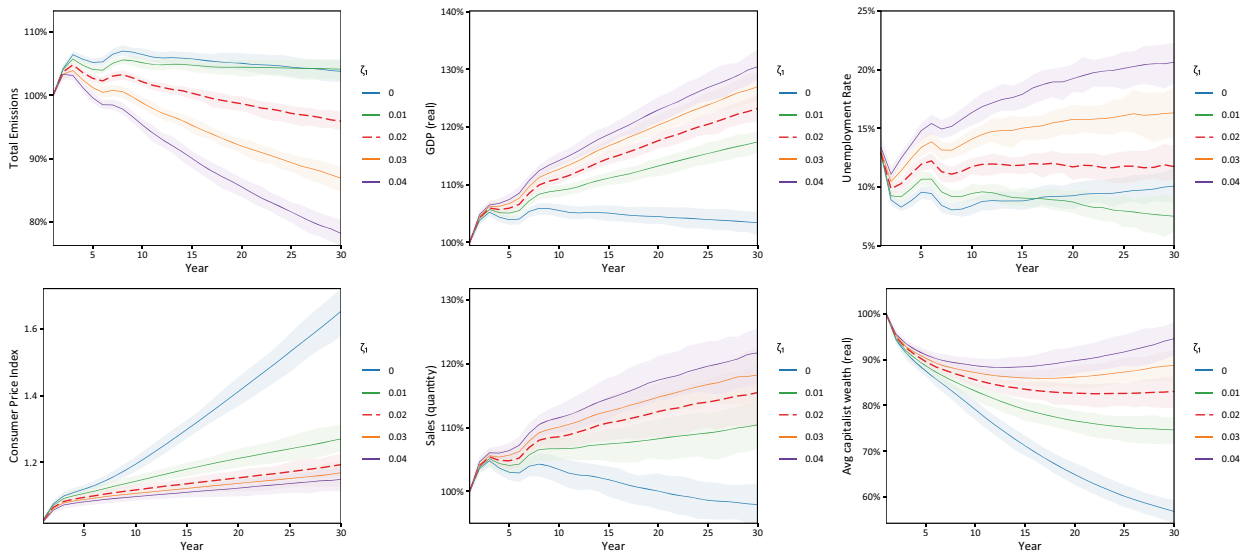 Total Emissions
110%
100%
90%
80%
5 10 15 20 25 30
Year
ζ1
0
0.01
0.02
0.03
0.04
GDP (real)
140%
130%
120%
110%
100%
5 10 15 20 25 30
Year
ζ1
0
0.01
0.02
0.03
0.04
Unemployment Rate
25%
20%
15%
10%
5%
5 10 15 20 25 30
Year
ζ1
0
0.01
0.02
0.03
0.04
Consumer Price Index
1.6
1.4
1.2
5 10 15 20 25 30
Year
ζ1
0
0.01
0.02
0.03
0.04
Sales (quantity)
130%
120%
110%
100%
5 10 15 20 25 30
Year
ζ1
0
0.01
0.02
0.03
0.04
Avg capitalist wealth (real)
100%
90%
80%
70%
60%
5 10 15 20 25 30
Year
ζ1
0
0.01
0.02
0.03
0.04